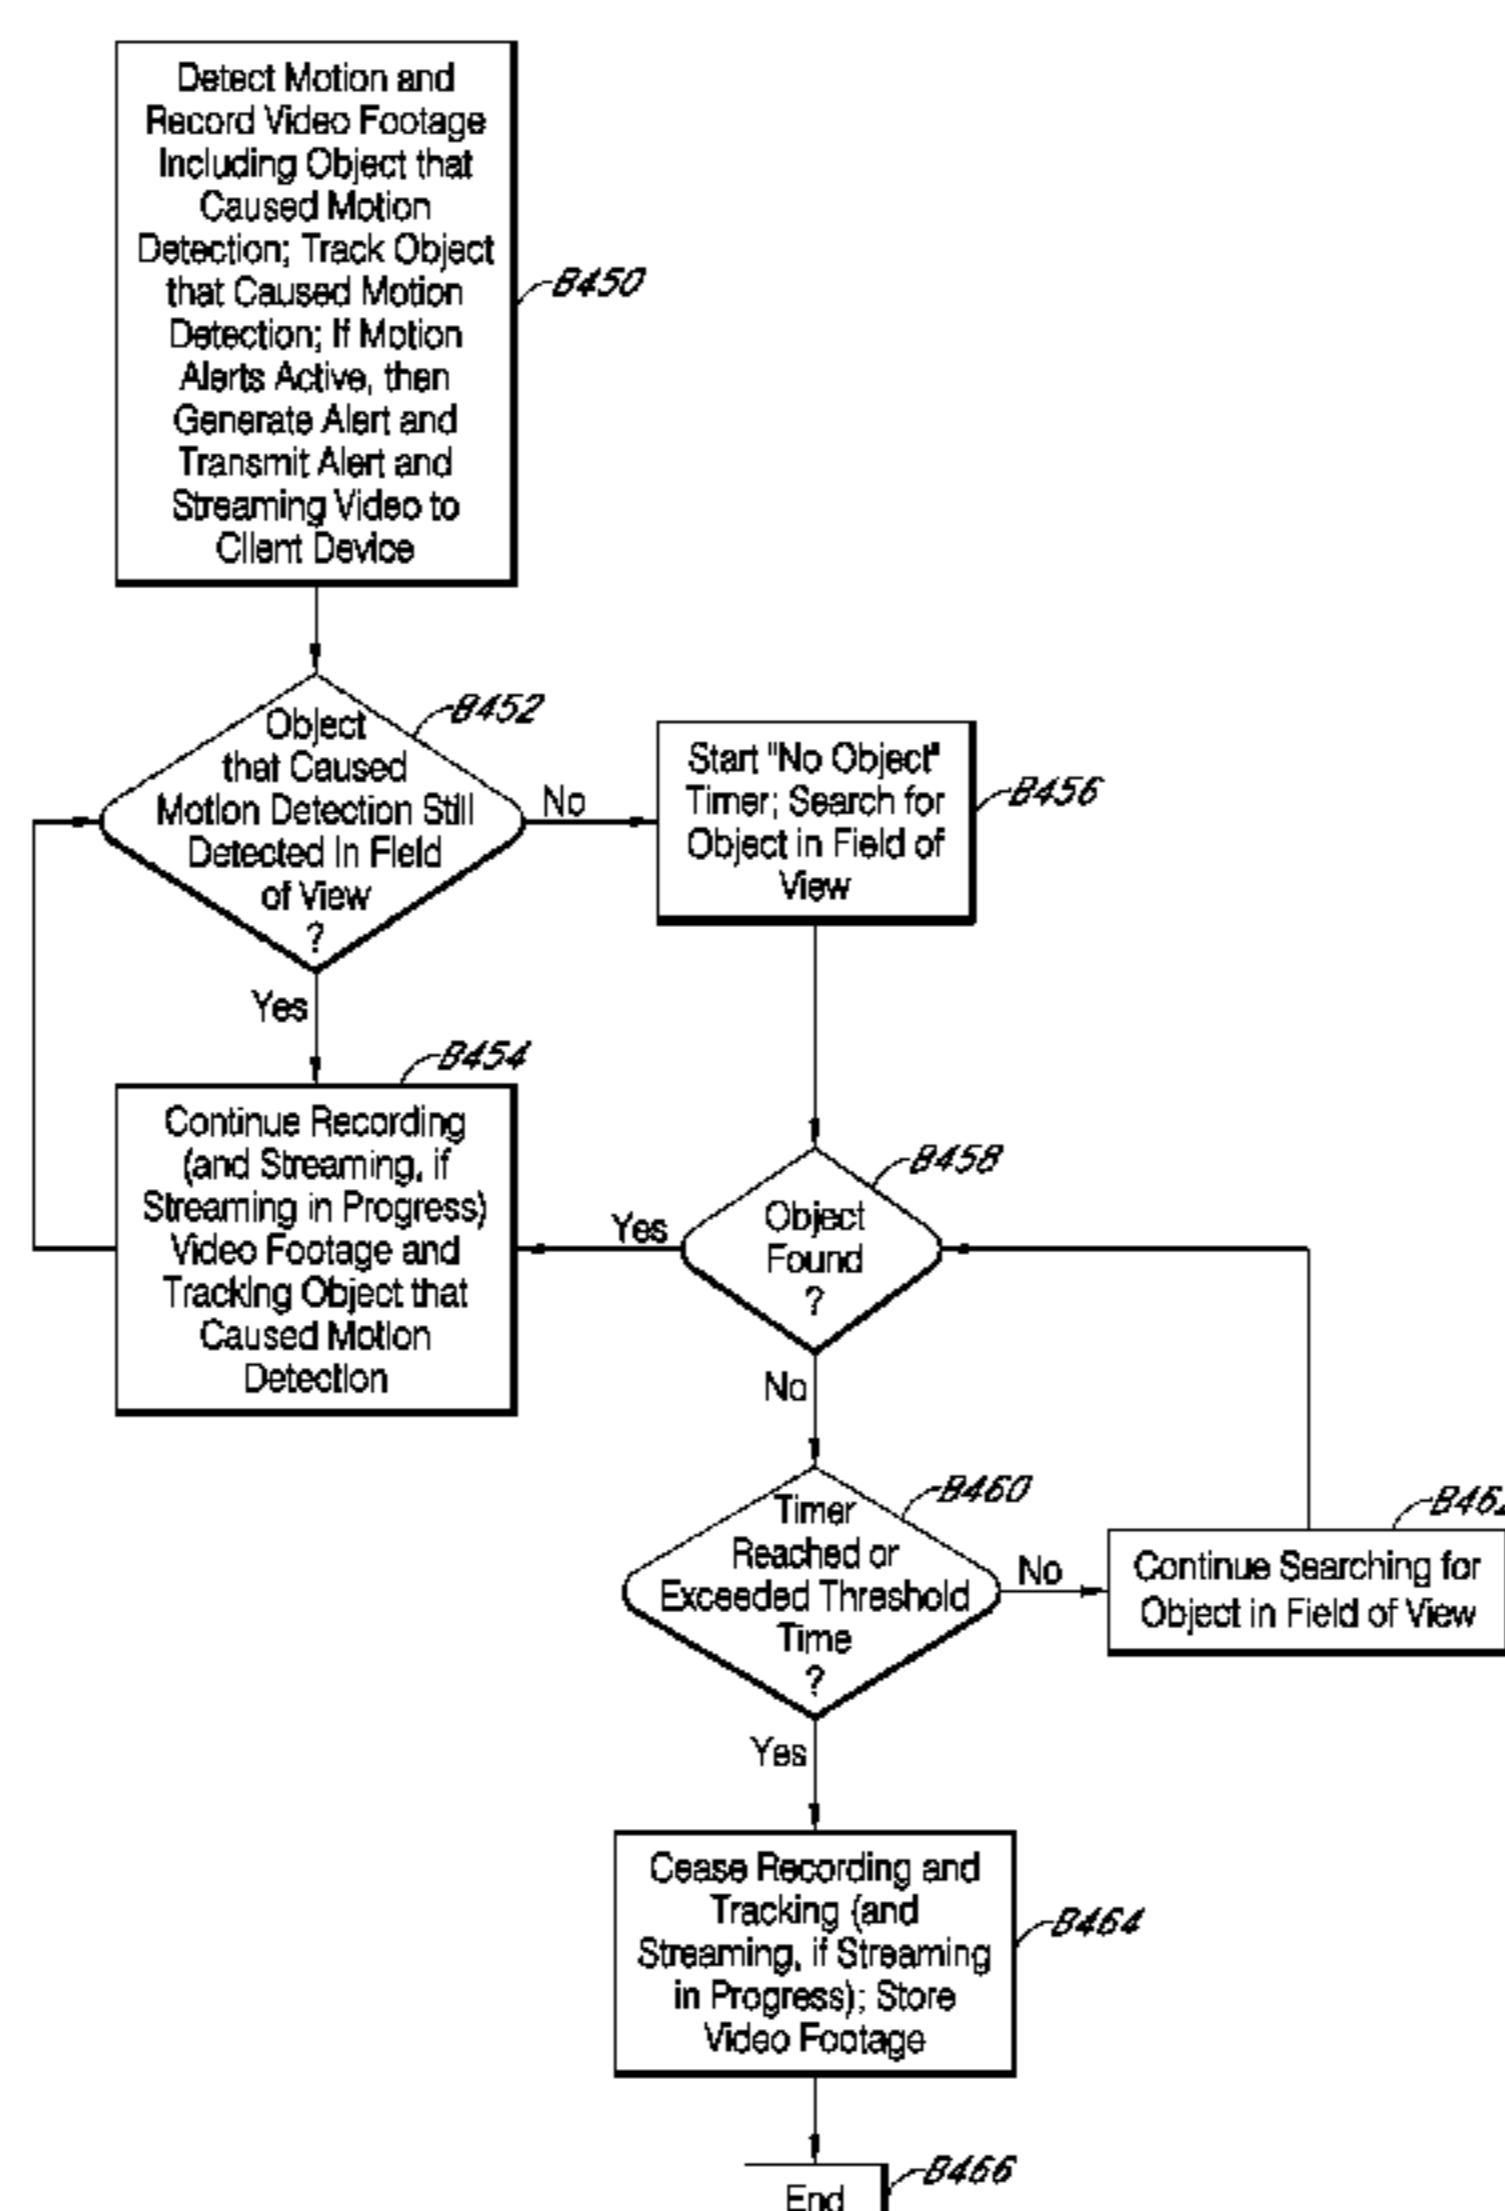 Detect Motion and
Record Video Footage
Including Object that
Caused Motion
Detection; Track Object
that Caused Motion
Detection; If Motion
Alerts Active, then
Generate Alert and
Transmit Alert and
Streaming Video to
Client Device
B450
Object
that Caused
Motion Detection Still
Detected In Field
of View
?
B452
No
Start "No Object"
Timer; Search for
Object in Field of
View
B456
Yes
B454
Continue Recording
(and Streaming, if
Streaming in Progress)
Video Footage and
Tracking Object that
Caused Motion
Detection
B458
Object
Found
?
Yes
No
B460
Timer
Reached or
Exceeded Threshold
Time
?
No
B462
Continue Searching for
Object in Field of View
Yes
Cease Recording and
Tracking (and
Streaming, if Streaming
in Progress); Store
Video Footage
B464
B466
End